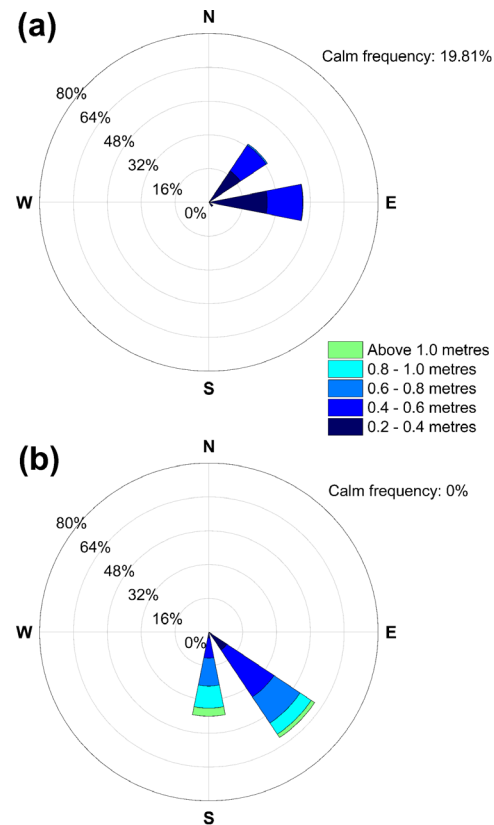 (a)
N
Calm frequency: 19.81%
80%
64%
48%
32%
16%
0%
W
E
S
Above 1.0 metres
0.8 - 1.0 metres
0.6 - 0.8 metres
0.4 - 0.6 metres
0.2 - 0.4 metres
(b)
N
Calm frequency: 0%
80%
64%
48%
32%
16%
0%
W
E
S